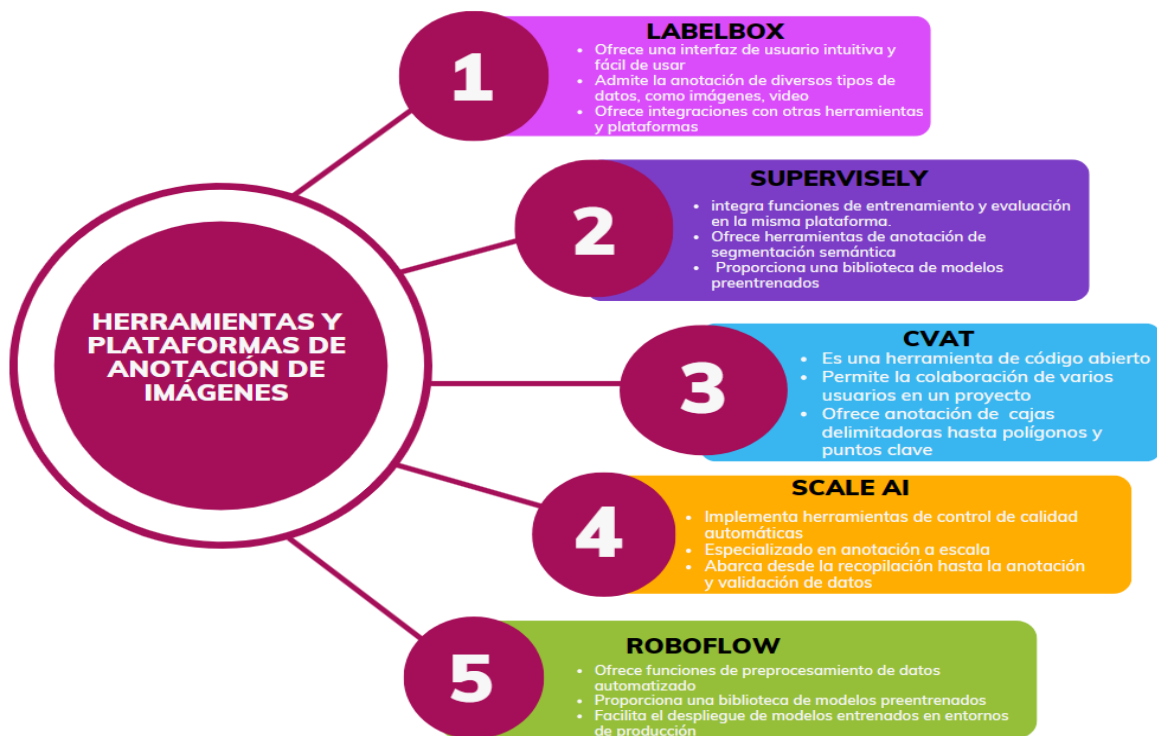 HERRAMIENTAS Y
PLATAFORMAS DE
ANOTACIÓN DE
IMÁGENES
1
LABELBOX
• Ofrece una interfaz de usuario intuitiva y
fácil de usar
• Admite la anotación de diversos tipos de
datos, como imágenes, video
• Ofrece integraciones con otras herramientas
y plataformas
2
SUPERVISELY
• integra funciones de entrenamiento y evaluación
en la misma plataforma.
• Ofrece herramientas de anotación de
segmentación semántica
• Proporciona una biblioteca de modelos
preentrenados
3
CVAT
• Es una herramienta de código abierto
• Permite la colaboración de varios
usuarios en un proyecto
• Ofrece anotación de cajas
delimitadoras hasta polígonos y
puntos clave
4
SCALE AI
• Implementa herramientas de control de calidad
automáticas
• Especializado en anotación a escala
• Abarca desde la recopilación hasta la anotación
y validación de datos
5
ROBOFLOW
• Ofrece funciones de preprocesamiento de datos
automatizado
• Proporciona una biblioteca de modelos preentrenados
• Facilita el despliegue de modelos entrenados en entornos
de producción